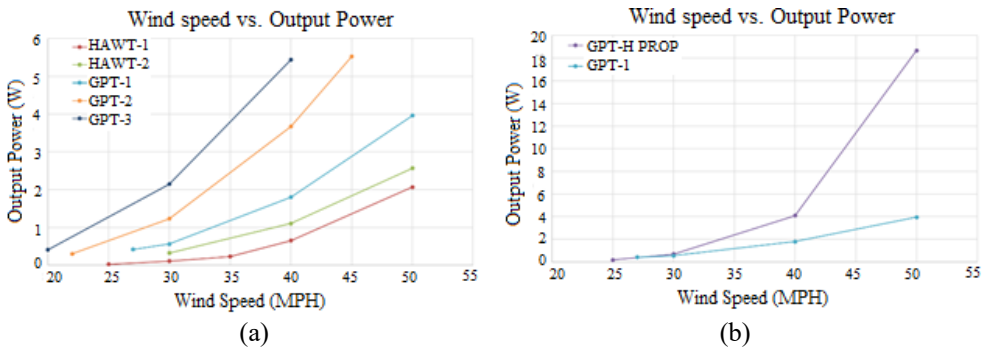 Wind speed vs. Output Power
6
5
4
3
2
1
0
Output Power (W)
HAWT-1
HAWT-2
GPT-1
GPT-2
GPT-3
20 25 30 35 40 45 50 55
Wind Speed (MPH)
(a)
Wind speed vs. Output Power
20
18
16
14
12
10
8
6
4
2
0
Output Power (W)
GPT-H PROP
GPT-1
20 25 30 35 40 45 50 55
Wind Speed (MPH)
(b)